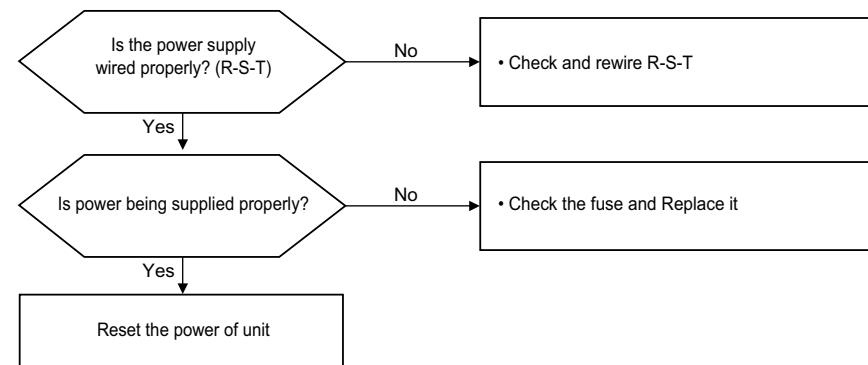 Is the power supply
wired properly? (R-S-T)
No
• Check and rewire R-S-T
Yes
Is power being supplied properly?
No
• Check the fuse and Replace it
Yes
Reset the power of unit